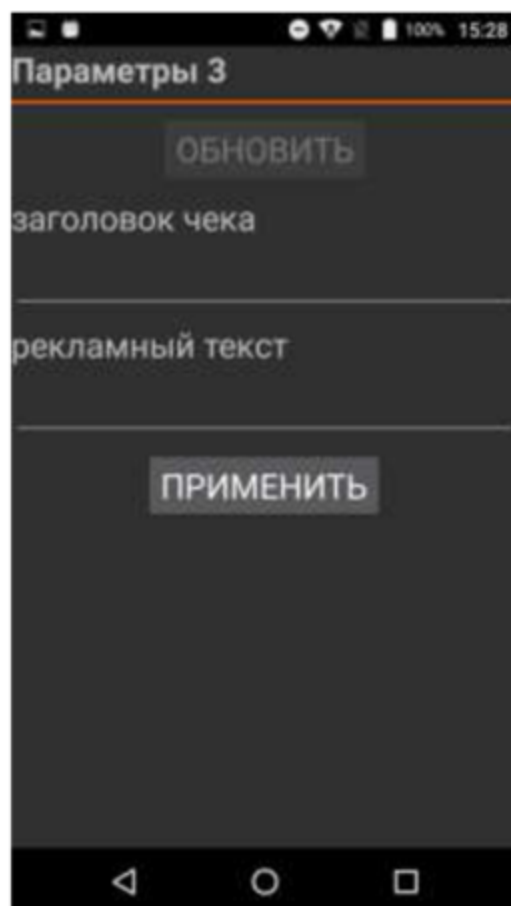 100% 15:28
Параметры 3
ОБНОВИТЬ
заголовок чека
рекламный текст
ПРИМЕНИТЬ